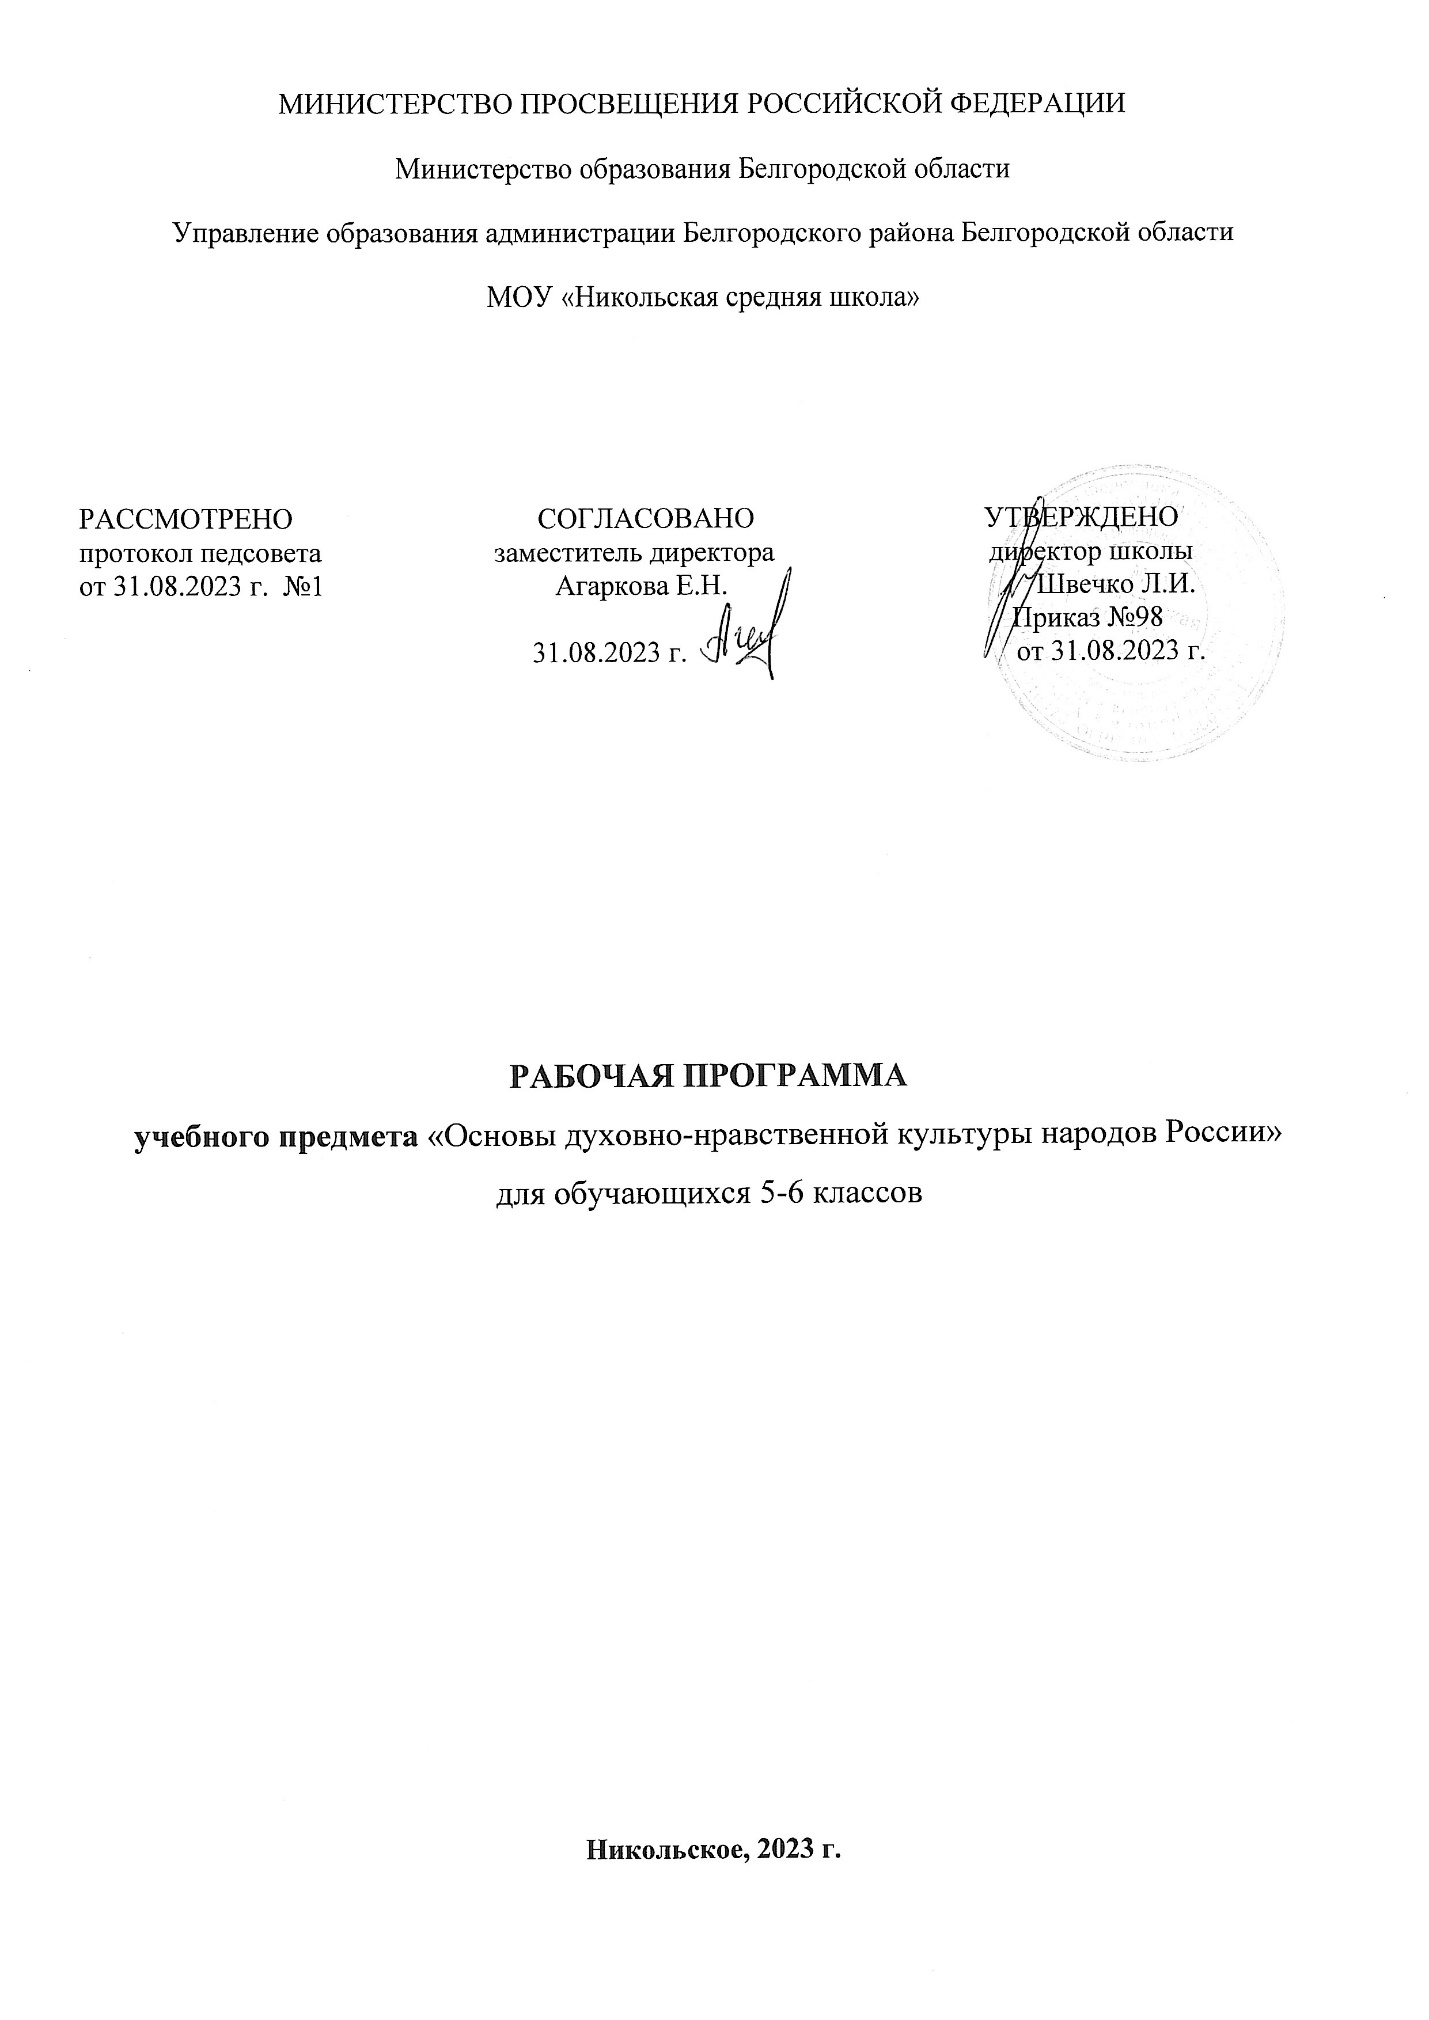 МИНИСТЕРСТВО ПРОСВЕЩЕНИЯ РОССИЙСКОЙ ФЕДЕРАЦИИ
Министерство образования Белгородской области
Управление образования администрации Белгородского района Белгородской области
МОУ «Никольская средняя школа»
РАССМОТРЕНО
протокол педсовета
от 31.08.2023 г. №1
СОГЛАСОВАНО
заместитель директора
Агаркова Е.Н.
31.08.2023 г.
УТВЕРЖДЕНО
директор школы
Швечко Л.И.
Приказ №98
от 31.08.2023 г.
РАБОЧАЯ ПРОГРАММА
учебного предмета «Основы духовно-нравственной культуры народов России»
для обучающихся 5-6 классов
Никольское, 2023 г.